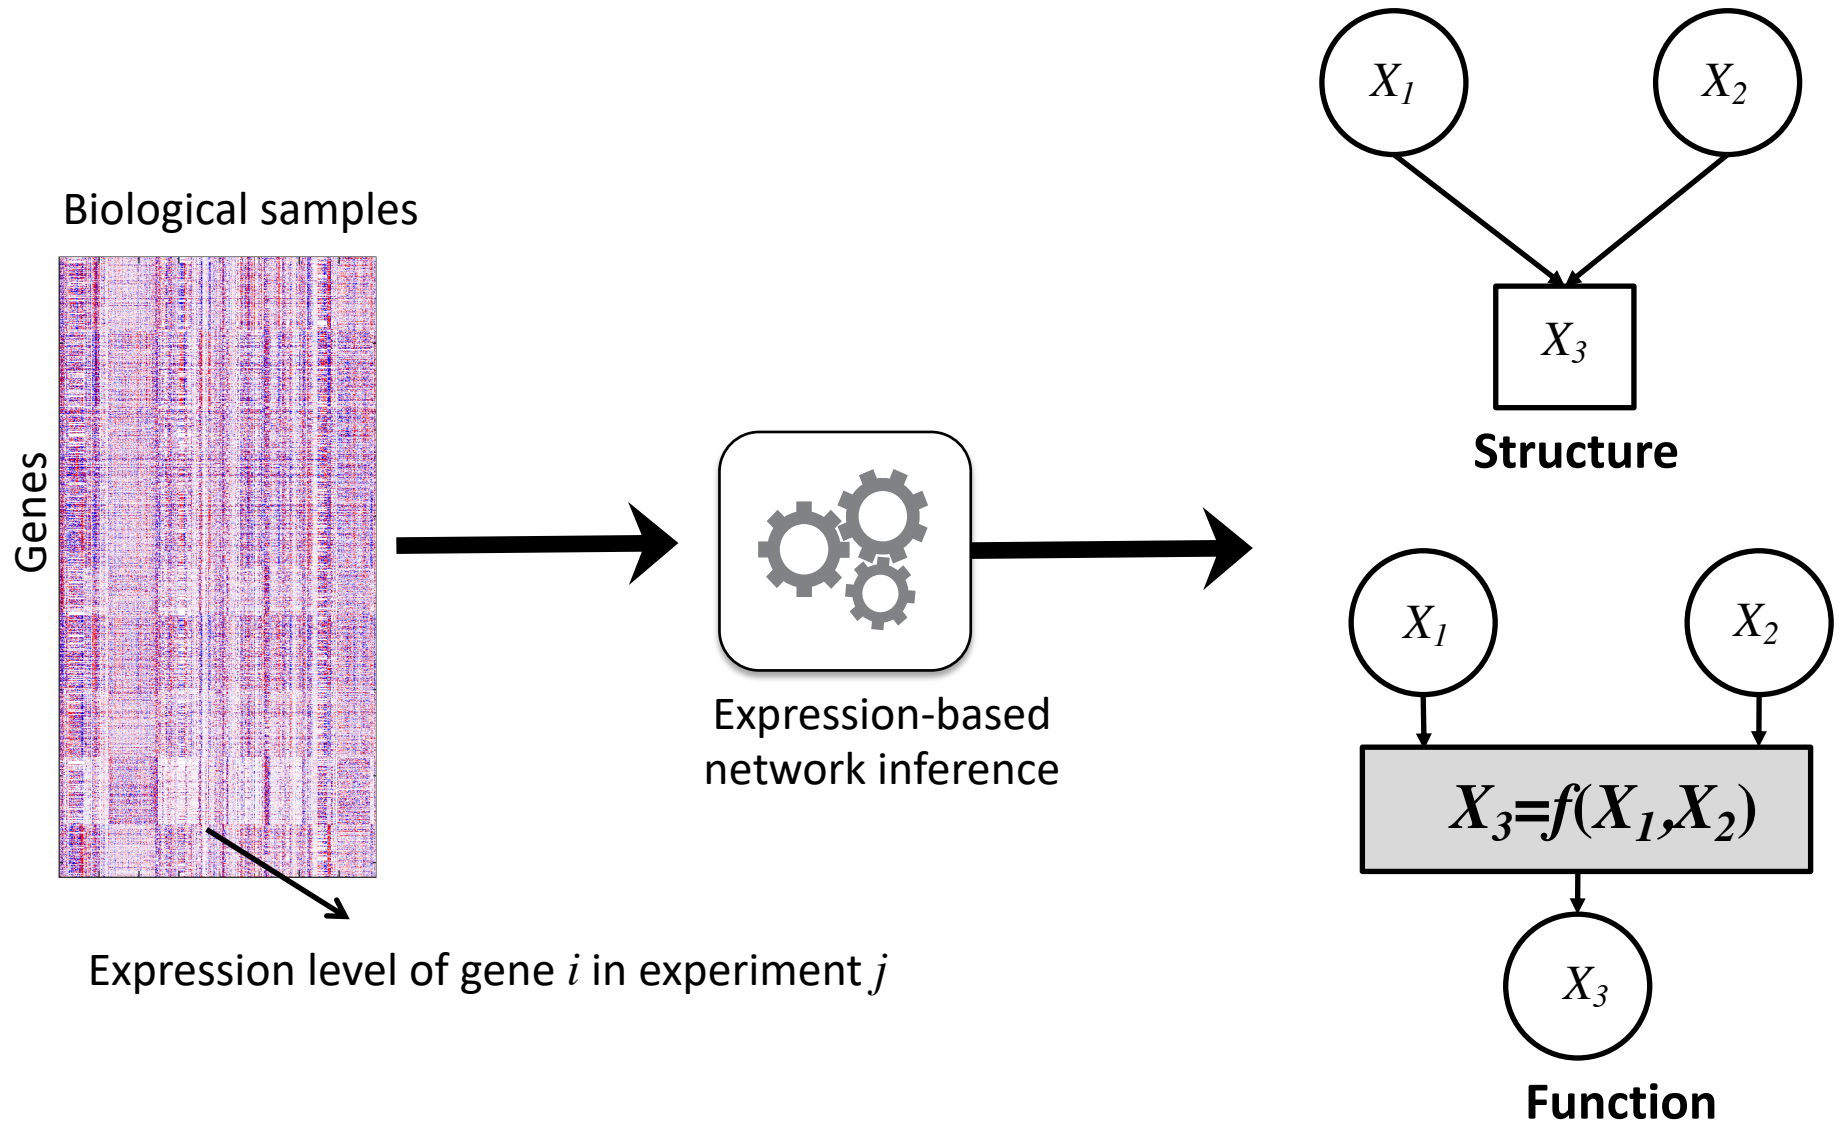 Biological samples
Genes
Expression level of gene i in experiment j
Expression-based
network inference
X₁
X₂
X₃
Structure
X₁
X₂
X₃=f(X₁,X₂)
X₃
Function